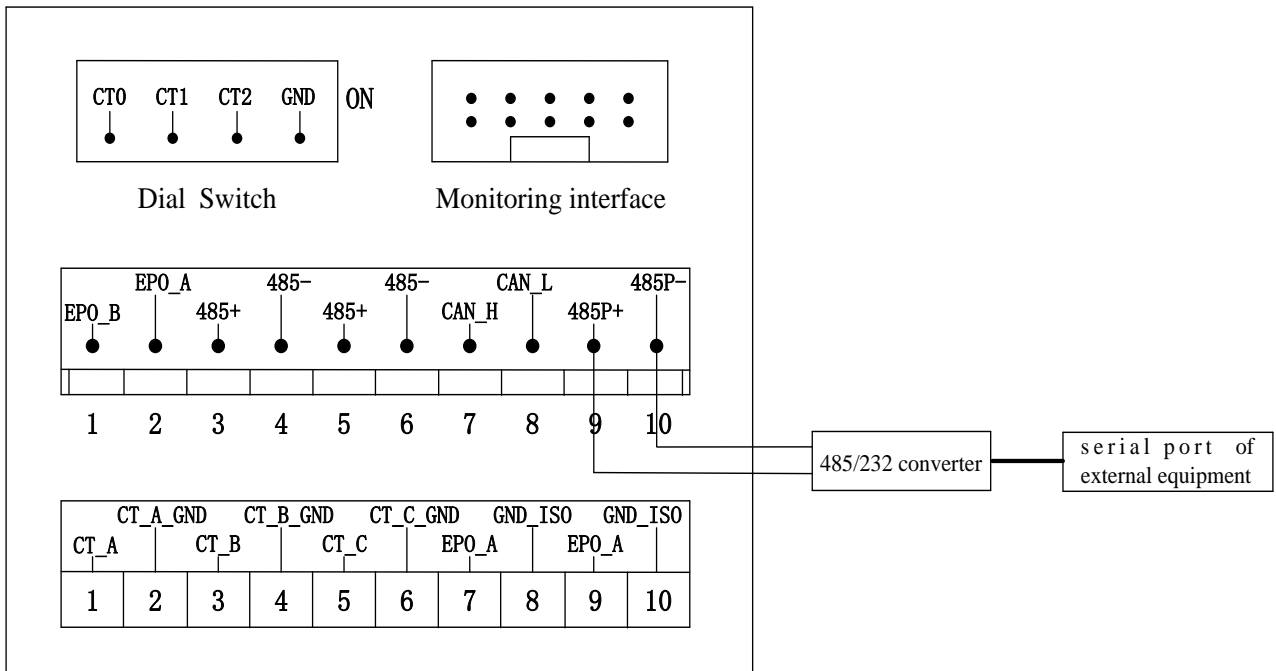 CT0 CT1 CT2 GND ON
Dial Switch
Monitoring interface
EPO_A 485- 485- CAN_L 485P-
EPO_B 485+ 485+ CAN_H 485P+
1 2 3 4 5 6 7 8 9 10
485/232 converter
serial port of
external equipment
CT_A_GND CT_B_GND CT_C_GND GND_ISO GND_ISO
CT_A CT_B CT_C EPO_A EPO_A
1 2 3 4 5 6 7 8 9 10